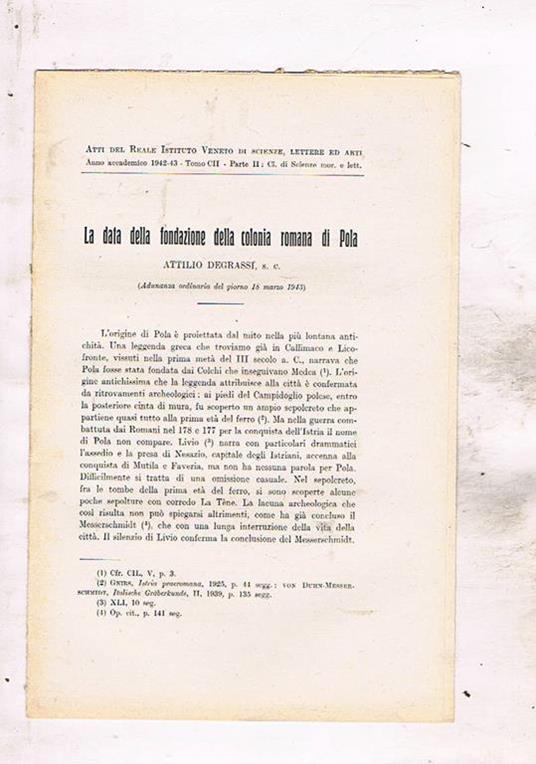 ATTI DEL REALE ISTITUTO VENETO DI SCIENZE, LETTERE ED ARTI
Anno accademico 1942-43 - Tomo CII - Parte II : Cl. di Scienze mor. e lett.
La data della fondazione della colonia romana di Pola
ATTILIO DEGRASSI, s. c.
(Adunanza ordinaria del giorno 18 marzo 1943)
L'origine di Pola è proiettata dal mito nella più lontana anti-
chità. Una leggenda greca che troviamo già in Callimaco e Lico-
fronte, vissuti nella prima metà del III secolo a. C., narrava che
Pola fosse stata fondata dai Colchi che inseguivano Medea (¹). L'ori-
gine antichissima che la leggenda attribuisce alla città è confermata
da ritrovamenti archeologici : ai piedi del Campidoglio polese, entro
la posteriore cinta di mura, fu scoperto un ampio sepolcreto che ap-
partiene quasi tutto alla prima età del ferro (²). Ma nella guerra com-
battuta dai Romani nel 178 e 177 per la conquista dell'Istria il nome
di Pola non compare. Livio (³) narra con particolari drammatici
l'assedio e la presa di Nesazio, capitale degli Istriani, accenna alla
conquista di Mutila e Faveria, ma non ha nessuna parola per Pola.
Difficilmente si tratta di una omissione casuale. Nel sepolcreto,
fra le tombe della prima età del ferro, si sono scoperte alcune
poche sepolture con corredo La Tène. La lacuna archeologica che
così risulta non può spiegarsi altrimenti, come ha già concluso il
Messerschmidt (⁴), che con una lunga interruzione della vita della
città. Il silenzio di Livio conferma la conclusione del Messerschmidt.
(1) Cfr. CIL, V, p. 3.
(2) GNIRS, Istria praeromana, 1925, p. 44 segg. : VON DUHN-MESSER-
SCHMIDT, Italische Gräberkunde, II, 1939, p. 135 segg.
(3) XLI, 10 seg.
(4) Op. cit., p. 141 seg.